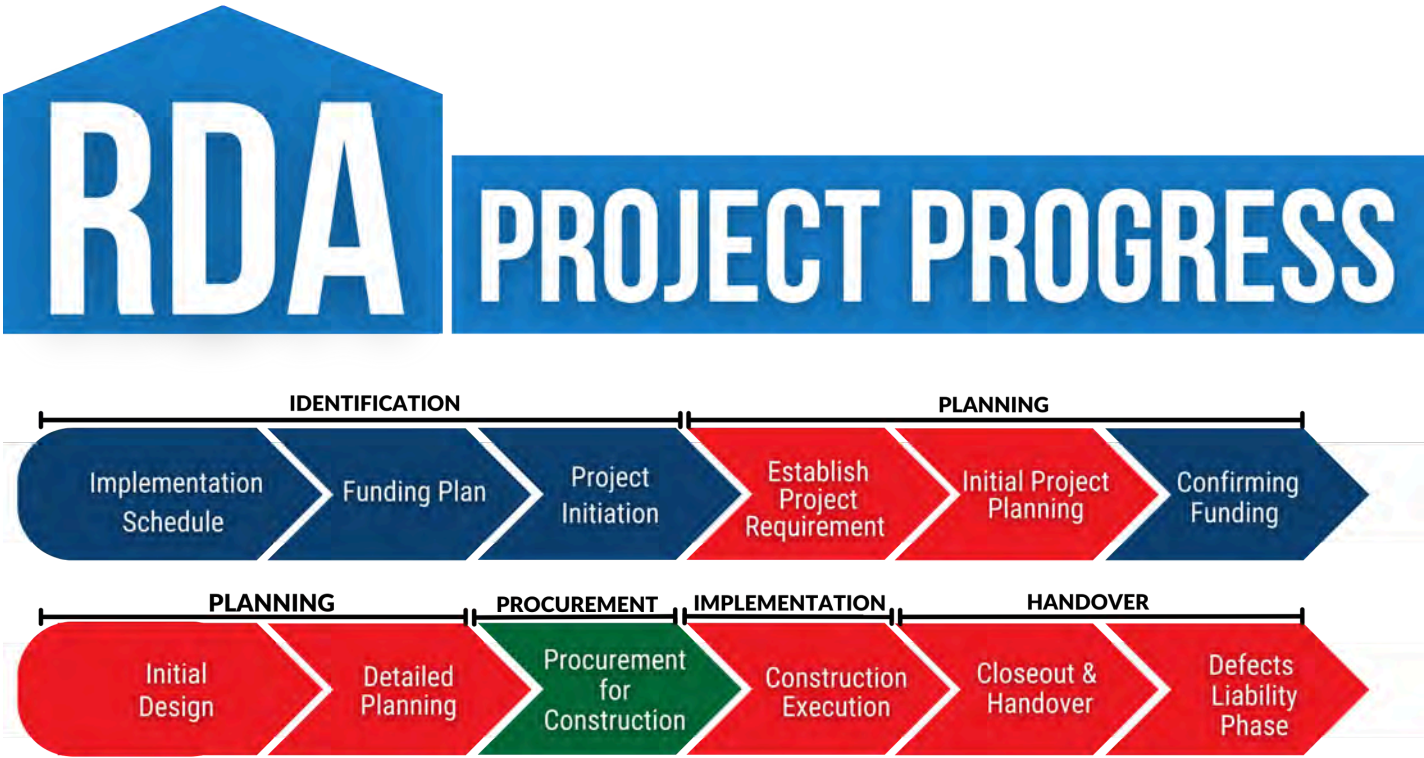 RDA
PROJECT PROGRESS
IDENTIFICATION
PLANNING
Implementation
Schedule
Funding Plan
Project
Initiation
Establish
Project
Requirement
Initial Project
Planning
Confirming
Funding
PLANNING
PROCUREMENT
IMPLEMENTATION
HANDOVER
Initial
Design
Detailed
Planning
Procurement
for
Construction
Construction
Execution
Closeout &
Handover
Defects
Liability
Phase